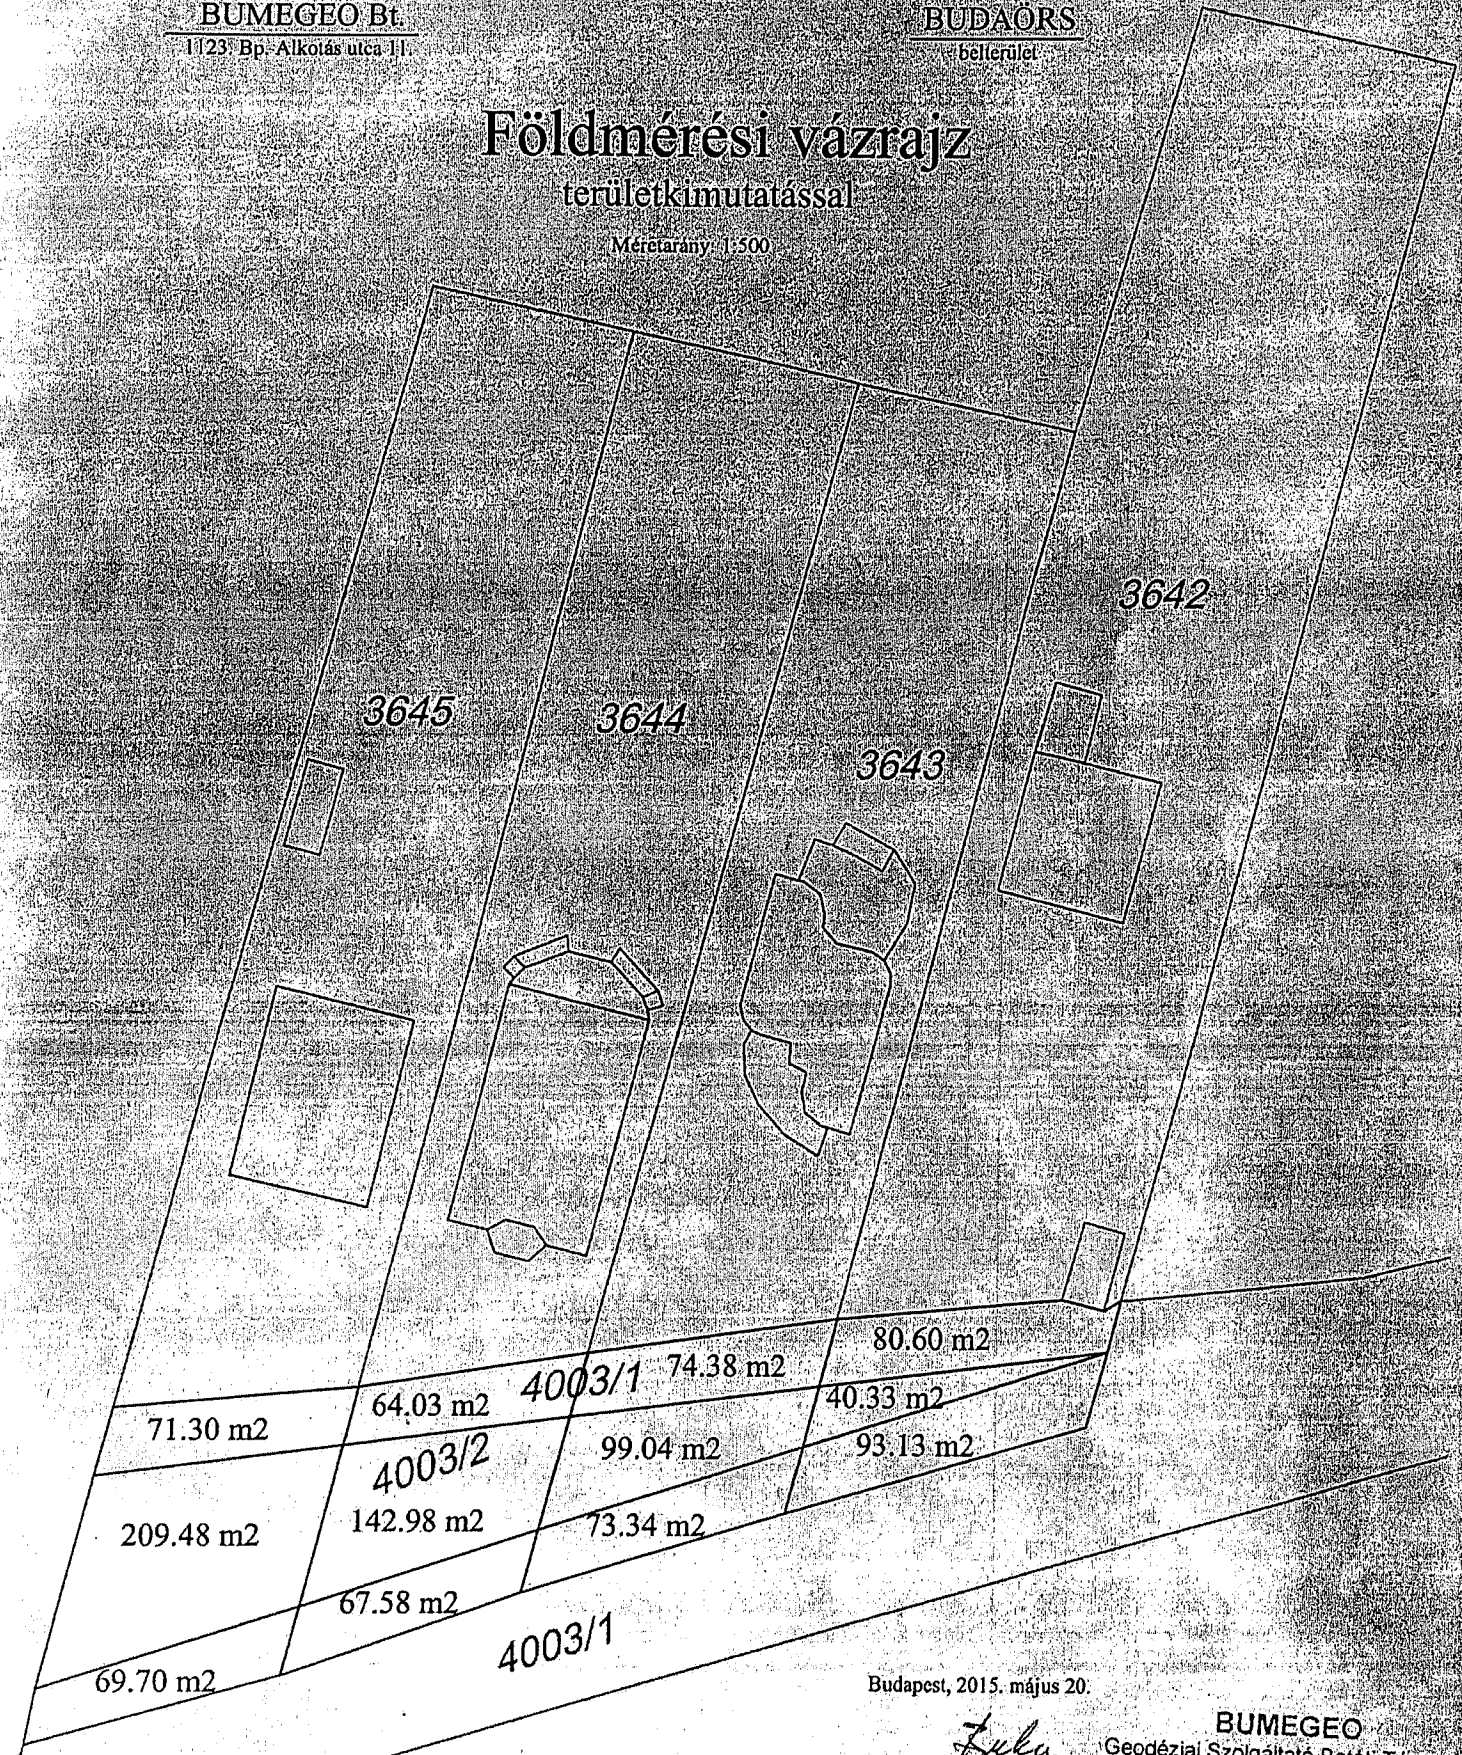 BUMEGEO Bt.
1123. Bp. Alkotás utca 11.
BUDAÖRS
belterület
Földmérési vázrajz
területkimutatással
Méretarány: 1:500
3642
3645
3644
3643
80.60 m2
4003/1
74.38 m2
64.03 m2
40.33 m2
71.30 m2
4003/2
99.04 m2
93.13 m2
209.48 m2
142.98 m2
73.34 m2
67.58 m2
4003/1
69.70 m2
Budapest, 2015. május 20.
BUMEGEO
Geodéziai Szolgáltató